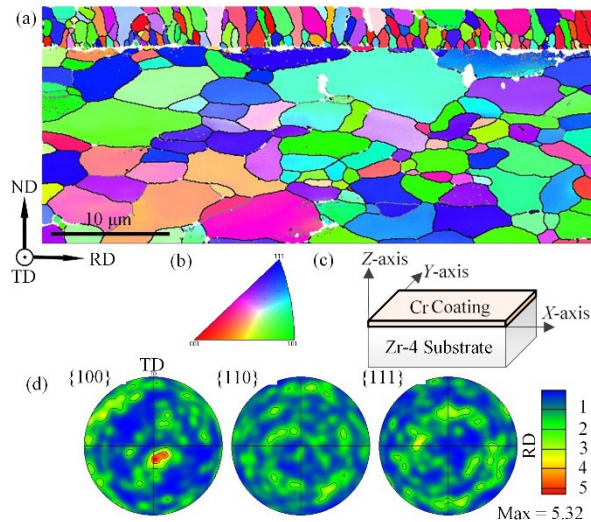 (a)
ND
TD
RD
10 μm
(b)
111
001
101
(c)
Z-axis
Y-axis
X-axis
Cr Coating
Zr-4 Substrate
(d)
{100}
TD
{110}
{111}
RD
1
2
3
4
5
Max = 5.32